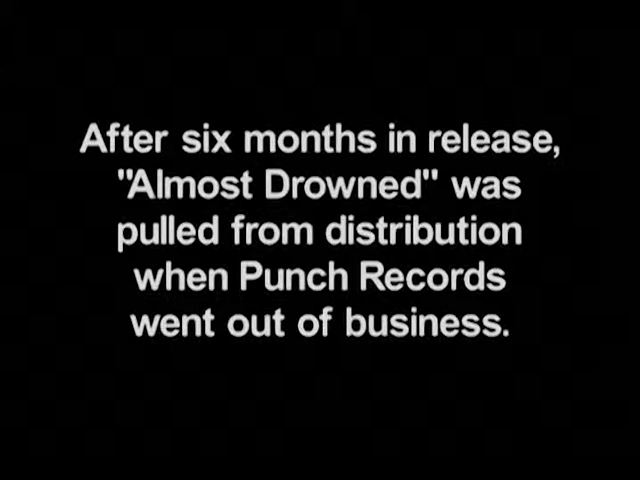 After six months in release,
"Almost Drowned" was
pulled from distribution
when Punch Records
went out of business.